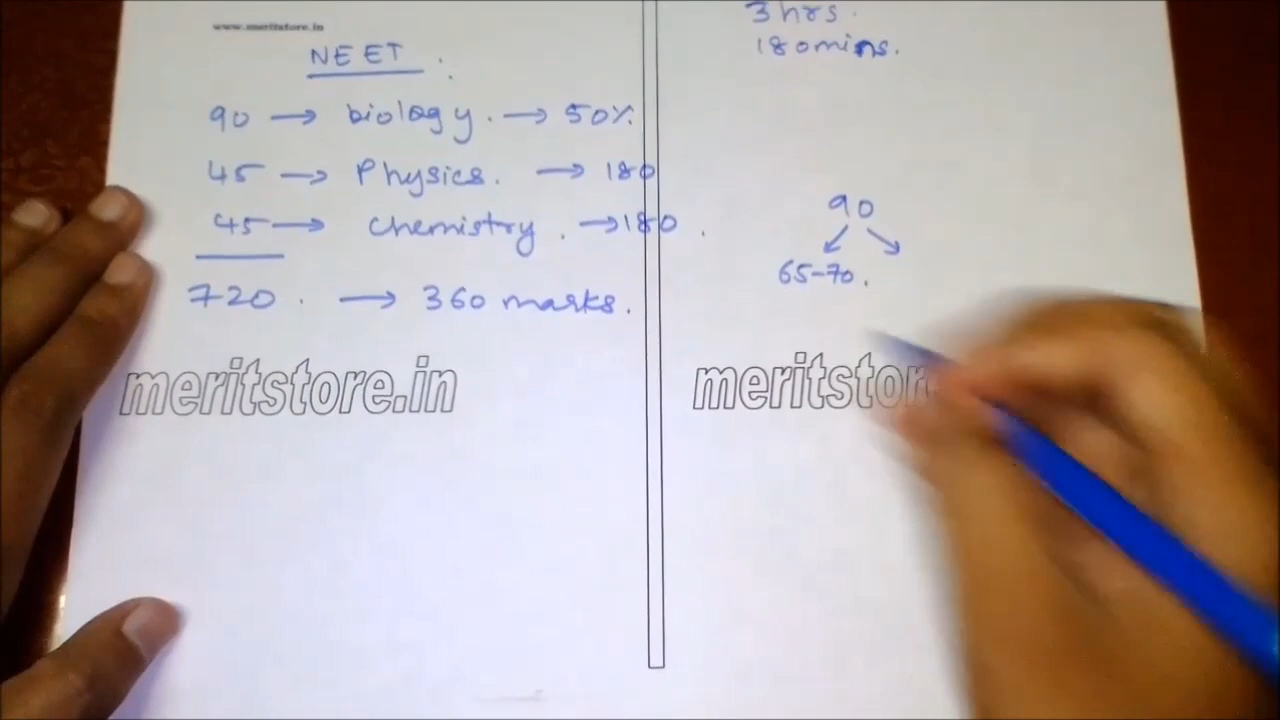 www.meritstore.in
NEET.
90 → biology. → 50%
45 → Physics. → 180
45 → chemistry. → 180.
720. → 360 marks.
meritstore.in
3 hrs.
180 mins.
90
65-70.
meritstor